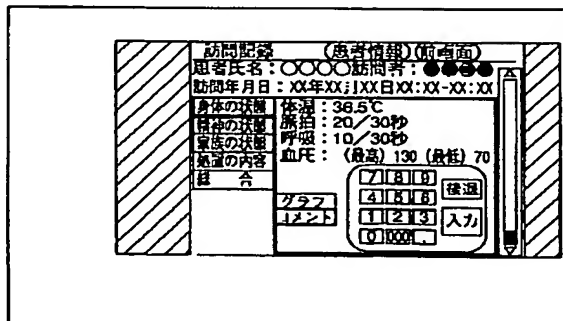 訪問記録 (患者情報)(前画面)
患者氏名:〇〇〇〇訪問者:●●●●
訪問年月日:XX年XX月XX日XX:XX-XX:XX
身体の状態
精神の状態
家族の状態
処置の内容
総 合
体温:36.5℃
脈拍:20/30秒
呼吸:10/30秒
血圧:(最高)130(最低)70
グラフ
コメント
7 8 9
4 5 6
1 2 3
0 000 .
後退
入力